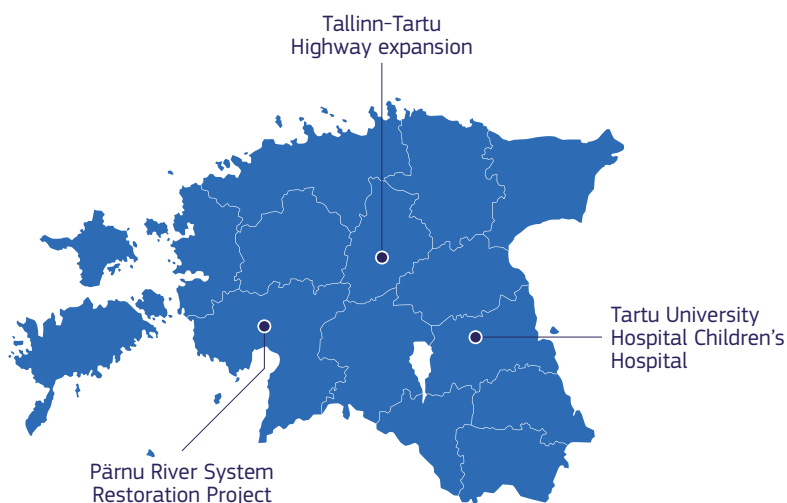 Tallinn-Tartu
Highway expansion
Tartu University
Hospital Children's
Hospital
Pärnu River System
Restoration Project